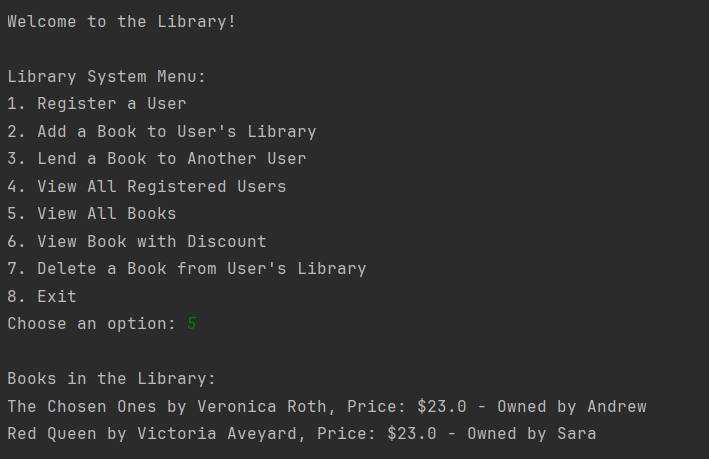 Welcome to the Library!
Library System Menu:
1. Register a User
2. Add a Book to User's Library
3. Lend a Book to Another User
4. View All Registered Users
5. View All Books
6. View Book with Discount
7. Delete a Book from User's Library
8. Exit
Choose an option: 5
Books in the Library:
The Chosen Ones by Veronica Roth, Price: $23.0 - Owned by Andrew
Red Queen by Victoria Aveyard, Price: $23.0 - Owned by Sara